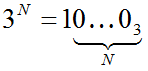 3^N = 10...0_3
N